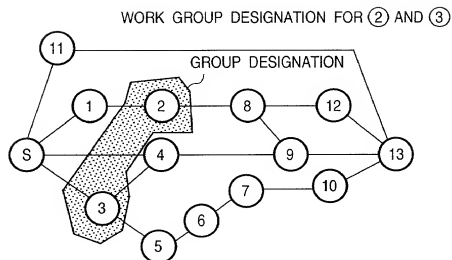 WORK GROUP DESIGNATION FOR ② AND ③
11
GROUP DESIGNATION
1 2 8 12
S 4 9 13
3 7 10
6
5